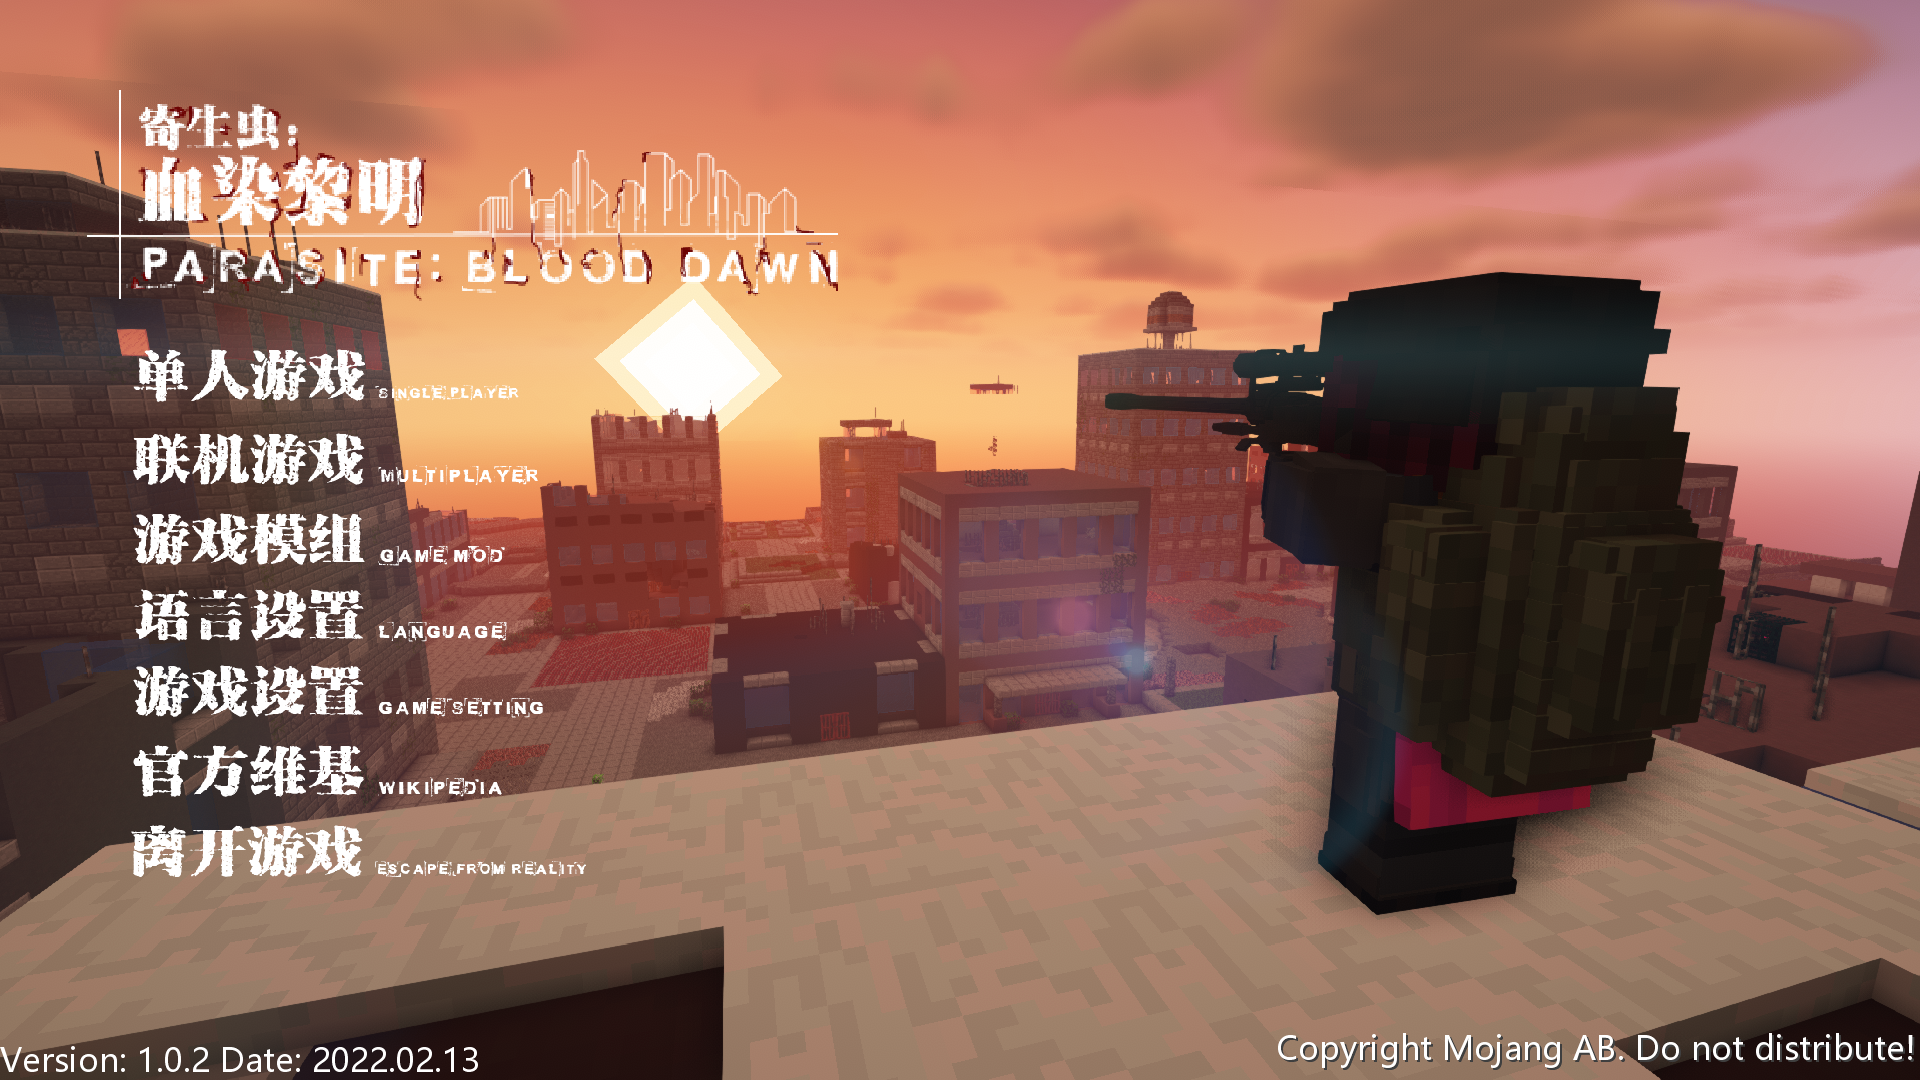 寄生虫:
血染黎明
PARASITE: BLOOD DAWN
单人游戏 SINGLE PLAYER
联机游戏 MULTIPLAYER
游戏模组 GAME MOD
语言设置 LANGUAGE
游戏设置 GAME SETTING
官方维基 WIKIPEDIA
离开游戏 ESCAPE FROM REALITY
Version: 1.0.2 Date: 2022.02.13
Copyright Mojang AB. Do not distribute!